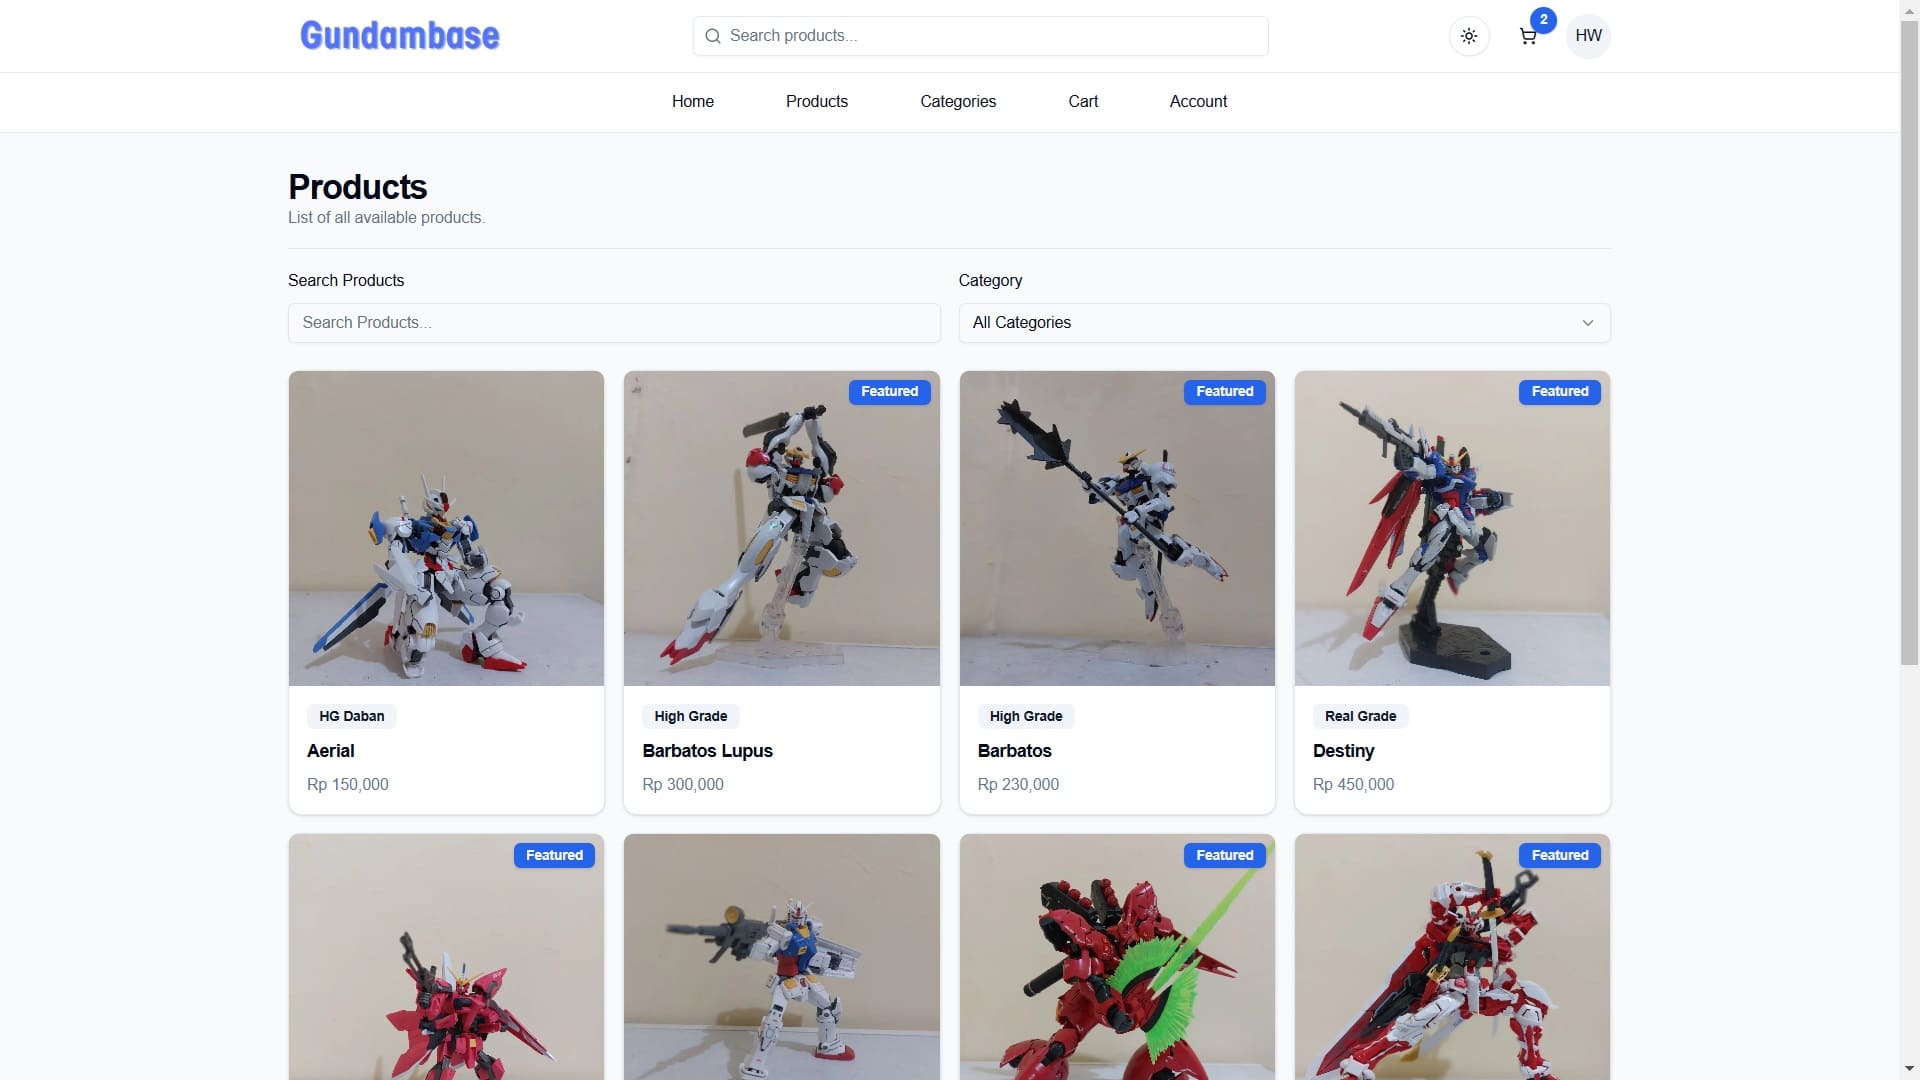 Gundambase
Search products...
2
HW
Home
Products
Categories
Cart
Account
Products
List of all available products.
Search Products
Category
Search Products...
All Categories
Featured
Featured
Featured
HG Daban
High Grade
High Grade
Real Grade
Aerial
Barbatos Lupus
Barbatos
Destiny
Rp 150,000
Rp 300,000
Rp 230,000
Rp 450,000
Featured
Featured
Featured